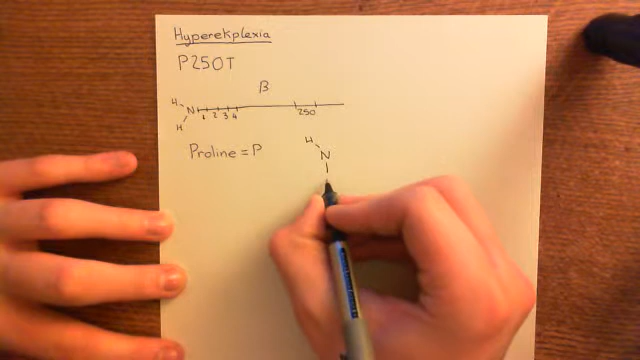 Hyperekplexia
P250T
β
H
N 1 2 3 4 250
H
Proline = P
H
N